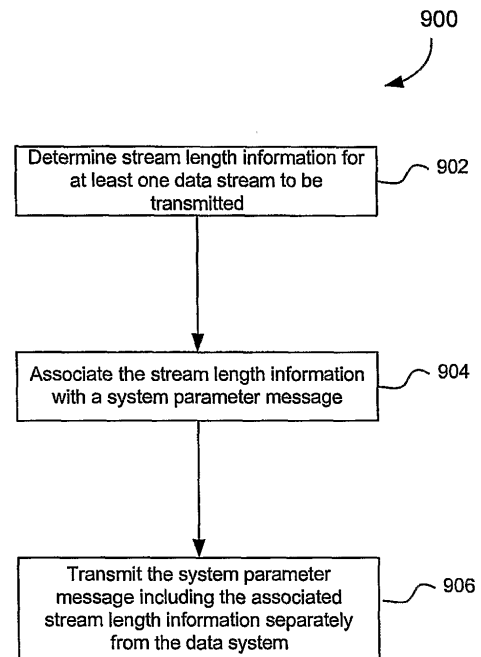 900
Determine stream length information for
at least one data stream to be
transmitted
902
Associate the stream length information
with a system parameter message
904
Transmit the system parameter
message including the associated
stream length information separately
from the data system
906